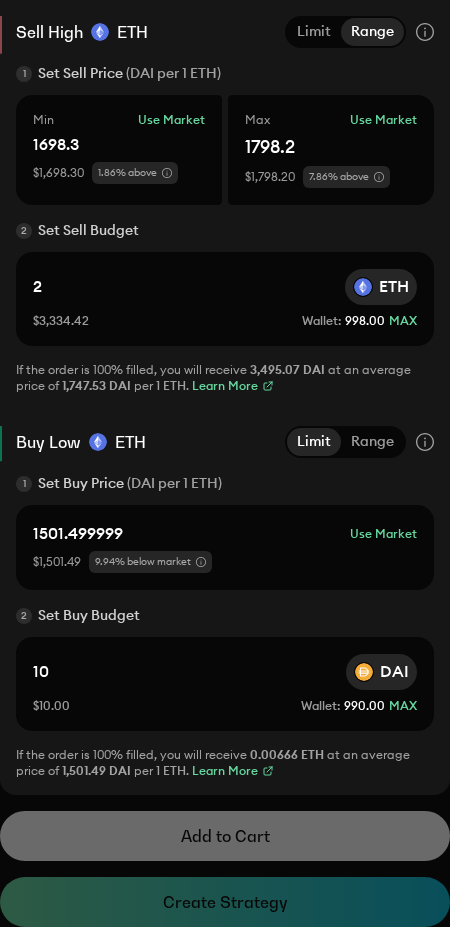 Sell High ETH Limit Range
1 Set Sell Price (DAI per 1 ETH)
Min Use Market Max Use Market
1698.3 1798.2
$1,698.30 1.86% above $1,798.20 7.86% above
2 Set Sell Budget
2 ETH
$3,334.42 Wallet: 998.00 MAX
If the order is 100% filled, you will receive 3,495.07 DAI at an average
price of 1,747.53 DAI per 1 ETH. Learn More
Buy Low ETH Limit Range
1 Set Buy Price (DAI per 1 ETH)
1501.499999 Use Market
$1,501.49 9.94% below market
2 Set Buy Budget
10 DAI
$10.00 Wallet: 990.00 MAX
If the order is 100% filled, you will receive 0.00666 ETH at an average
price of 1,501.49 DAI per 1 ETH. Learn More
Add to Cart
Create Strategy